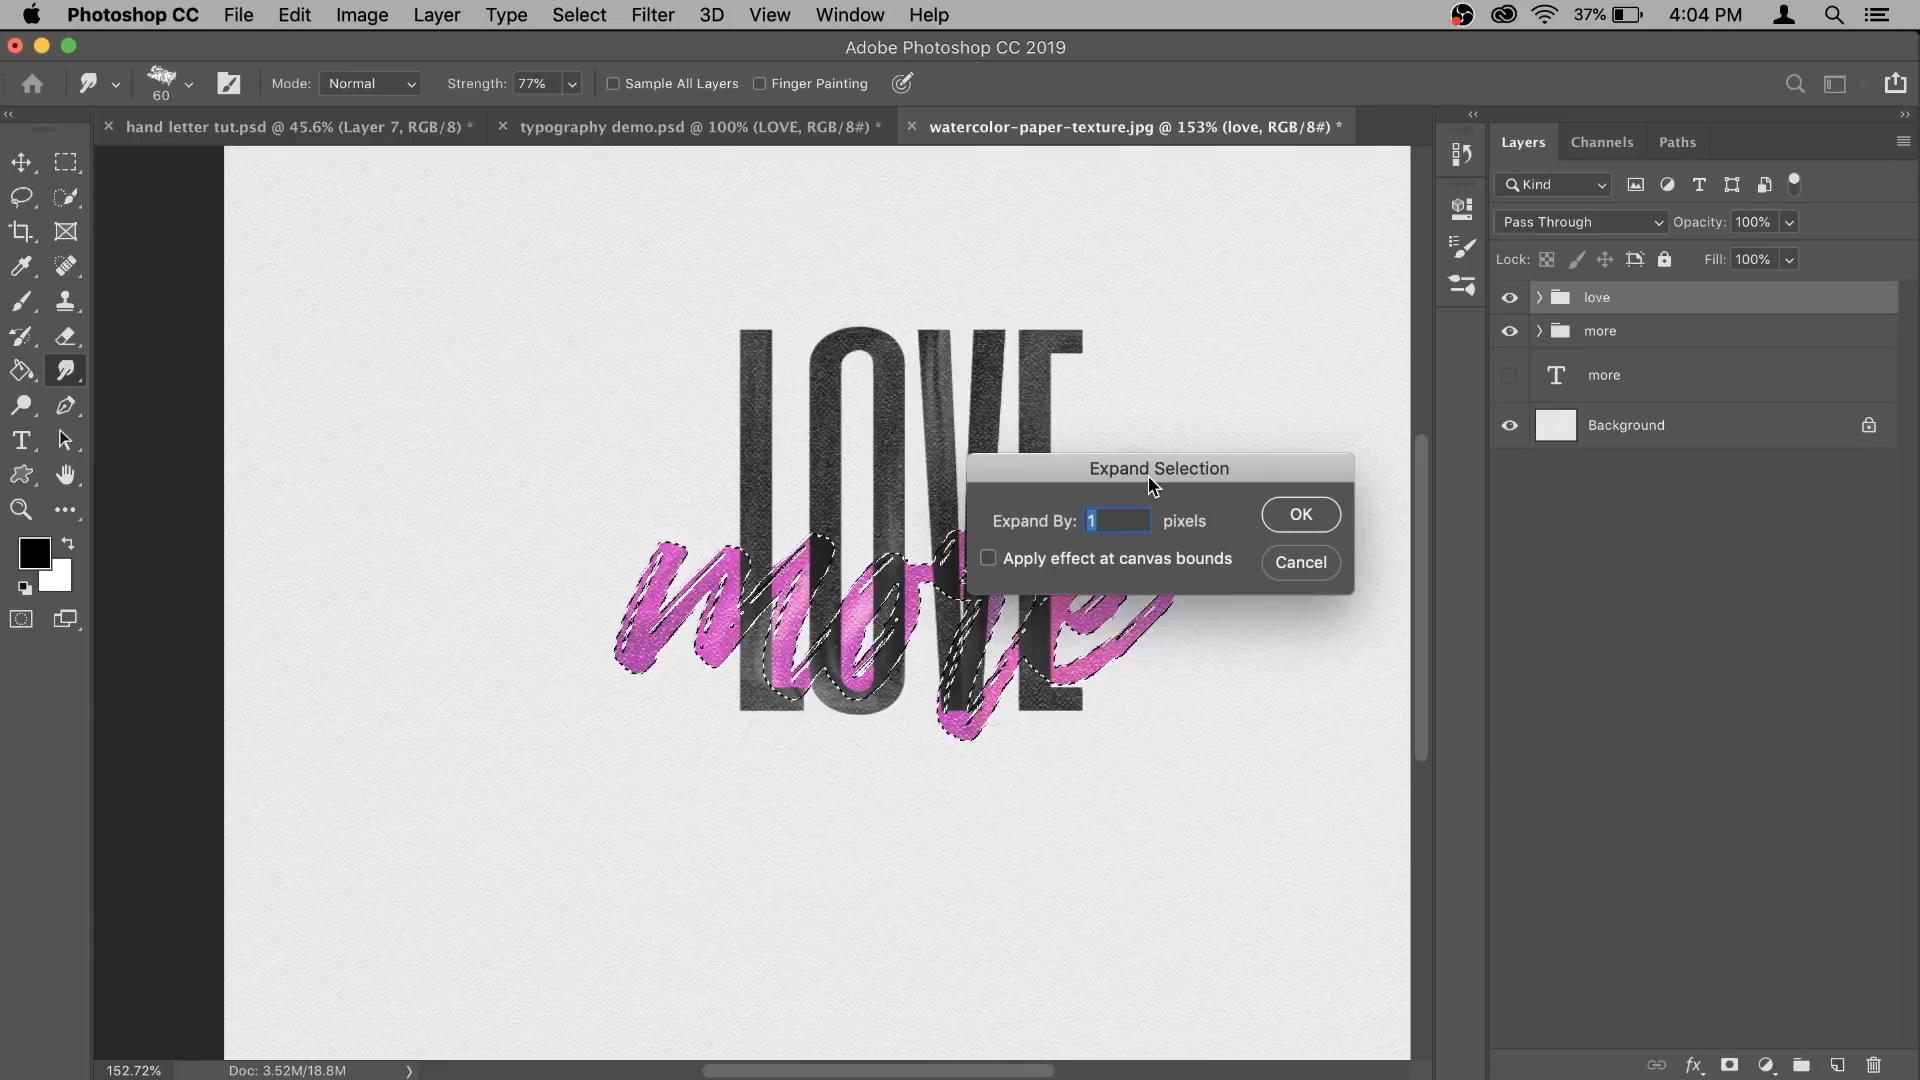 Photoshop CC File Edit Image Layer Type Select Filter 3D View Window Help 37% 4:04 PM
Adobe Photoshop CC 2019
60 Mode: Normal Strength: 77% Sample All Layers Finger Painting
hand letter tut.psd @ 45.6% (Layer 7, RGB/8) * typography demo.psd @ 100% (LOVE, RGB/8#) * watercolor-paper-texture.jpg @ 153% (love, RGB/8#) *
Layers Channels Paths
Kind
Pass Through Opacity: 100%
Lock: Fill: 100%
love
more
more
Background
LOVE
more
Expand Selection
Expand By: 1 pixels
OK
Apply effect at canvas bounds
Cancel
152.72% Doc: 3.52M/18.8M